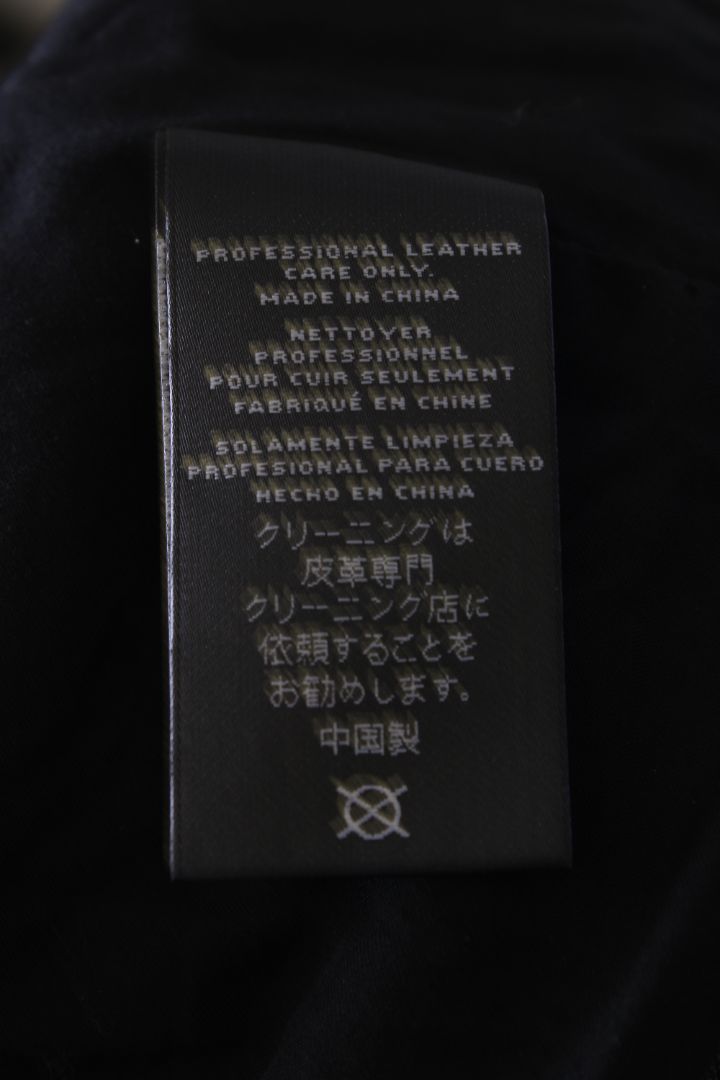 PROFESSIONAL LEATHER
CARE ONLY.
MADE IN CHINA
NETTOYER
PROFESSIONNEL
POUR CUIR SEULEMENT
FABRIQUÉ EN CHINE
SOLAMENTE LIMPIEZA
PROFESIONAL PARA CUERO
HECHO EN CHINA
クリーニングは
皮革専門
クリーニング店に
依頼することを
お勧めします。
中国製